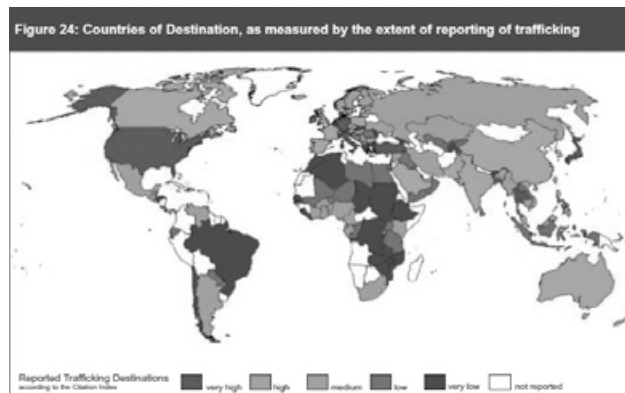 Figure 24: Countries of Destination, as measured by the extent of reporting of trafficking
Reported Trafficking Destinations
according to the Citation Index
very high high medium low very low not reported